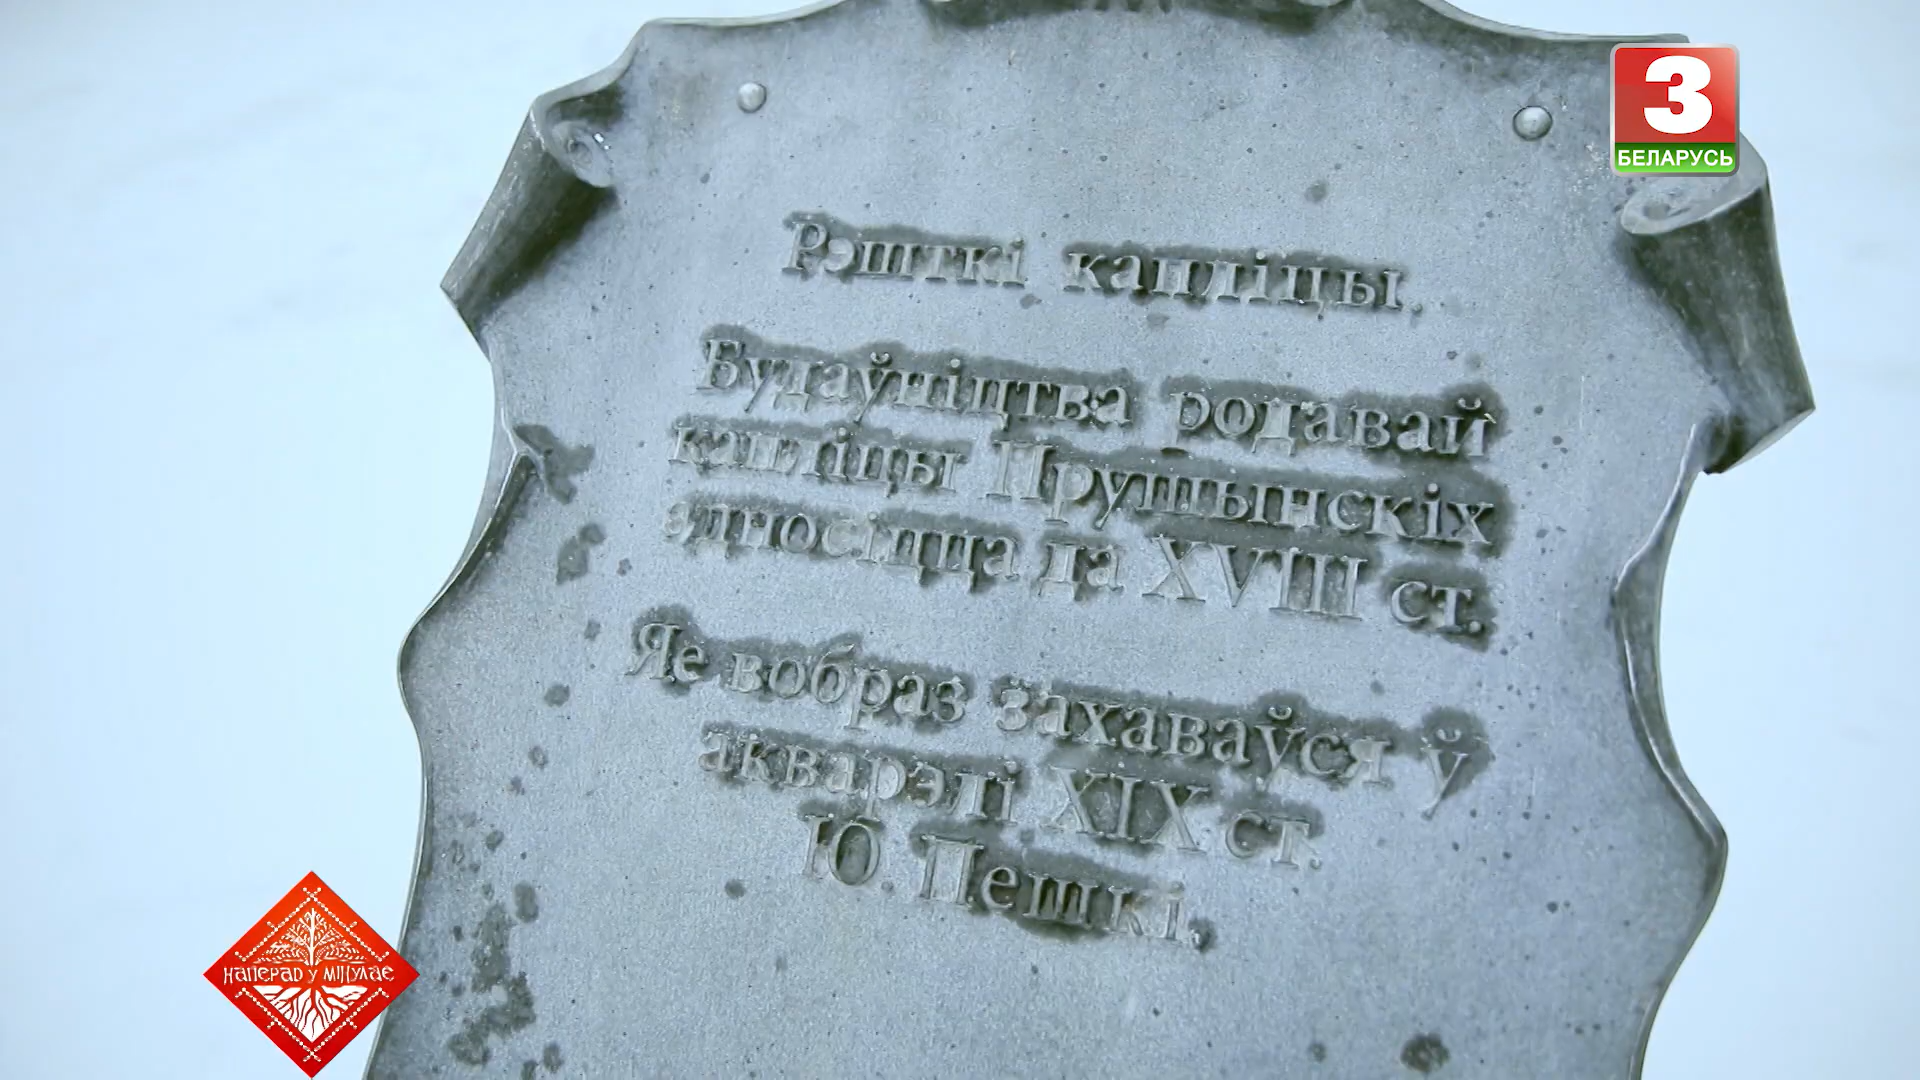 3
БЕЛАРУСЬ
Рэшткі капліцы.
Будаўніцтва родавай
капліцы Прушынскіх
адносіцца да XVIII ст.
Яе вобраз захаваўся ў
акварэлі XIX ст.
Ю. Пешкі.
НАПЕРАД У МІНУЛАЕ